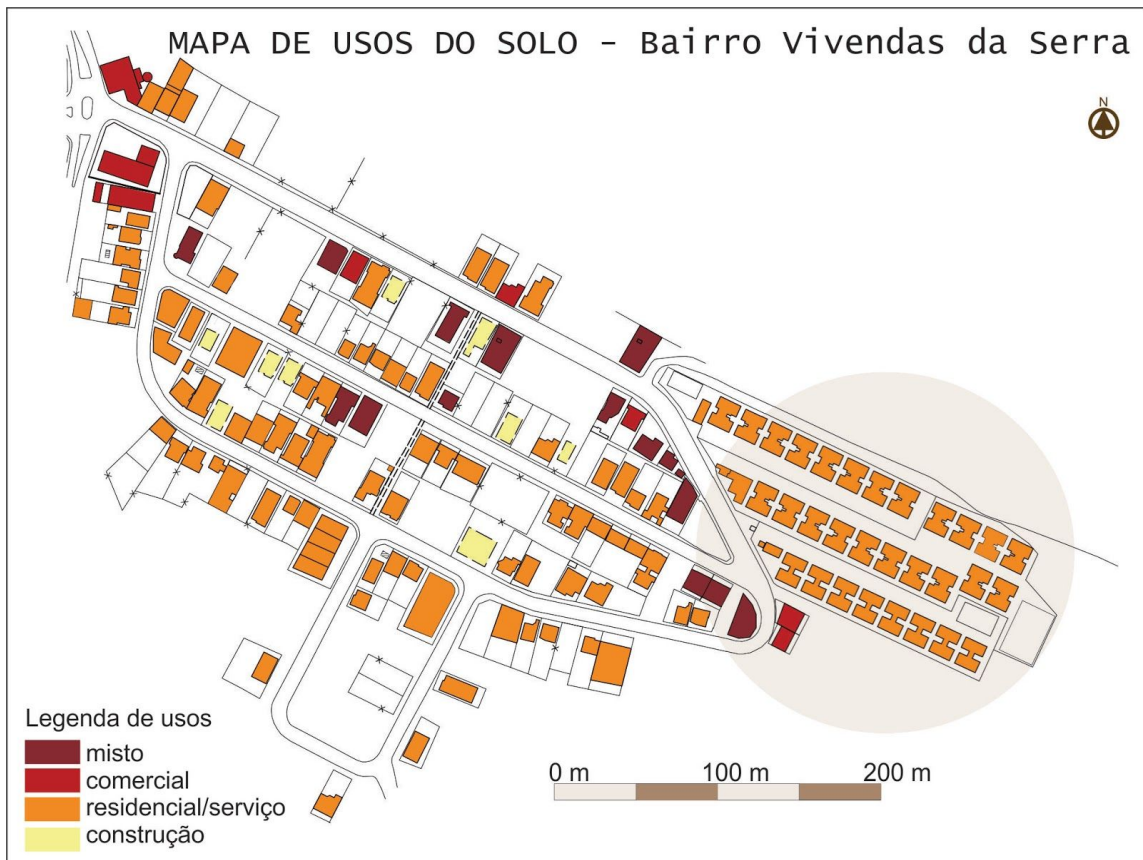 MAPA DE USOS DO SOLO - Bairro Vivendas da Serra
N
Legenda de usos
misto
comercial
residencial/serviço
construção
0 m 100 m 200 m